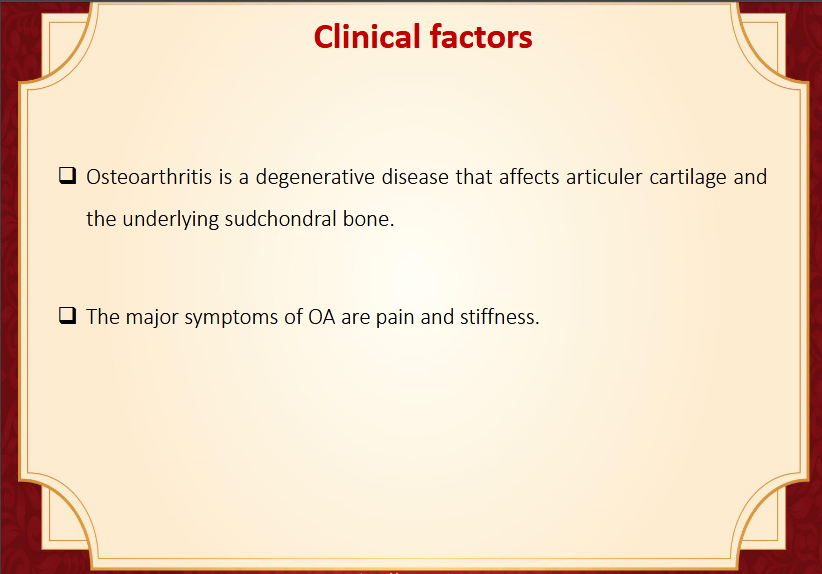 Clinical factors
❑ Osteoarthritis is a degenerative disease that affects articuler cartilage and
the underlying sudchondral bone.
❑ The major symptoms of OA are pain and stiffness.